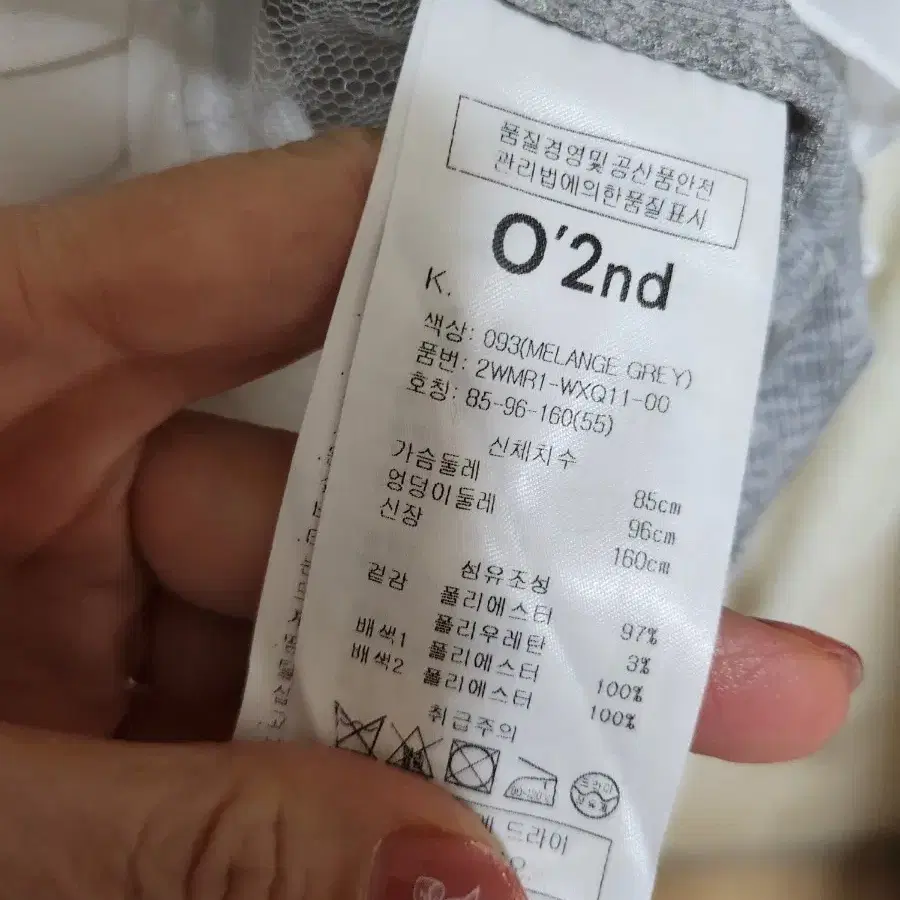 품질경영및 공산품안전
관리법에의한품질표시
O'2nd
K.
색상: 093(MELANGE GREY)
품번: 2WMR1-WXQ11-00
호칭: 85-96-160(55)
신체치수
가슴둘레 85cm
엉덩이둘레 96cm
신장 160cm
섬유조성
겉감 폴리에스터 97%
폴리우레탄 3%
배색1 폴리에스터 100%
배색2 폴리에스터 100%
취급주의
드라이
드라이